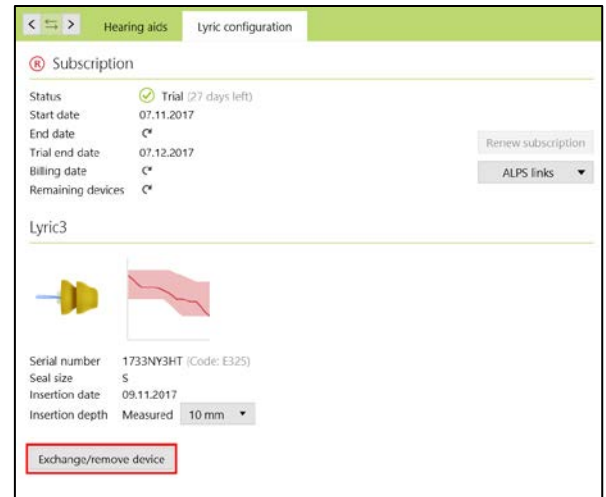 Hearing aids Lyric configuration
R Subscription
Status Trial (27 days left)
Start date 07.11.2017
End date
Trial end date 07.12.2017
Billing date
Remaining devices
Renew subscription
ALPS links
Lyric3
Serial number 1733NY3HT (Code: E325)
Seal size S
Insertion date 09.11.2017
Insertion depth Measured 10 mm
Exchange/remove device